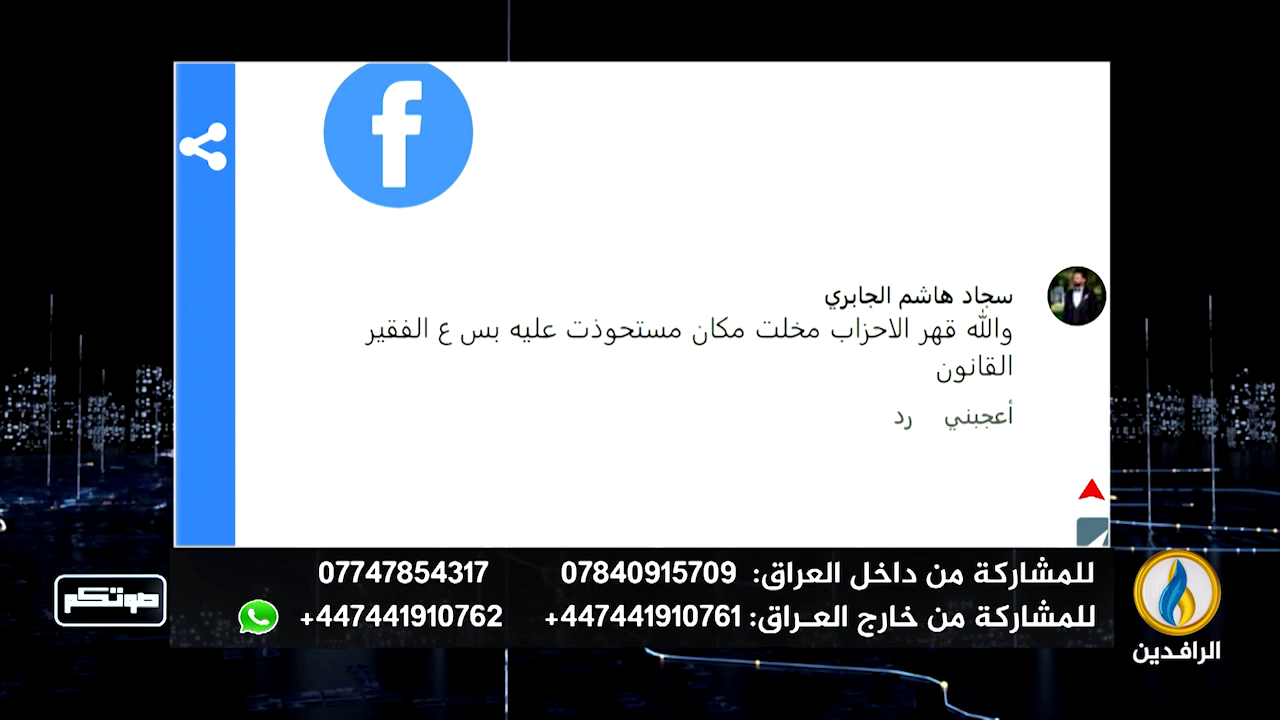 سجاد هاشم الجابري
والله قهر الاحزاب مخلت مكان مستحوذت عليه بس ع الفقير
القانون
أعجبني رد
للمشاركة من داخل العراق: 07840915709 07747854317
للمشاركة من خارج العـراق: 447441910761+ 447441910762+
صوتكم
الرافدين